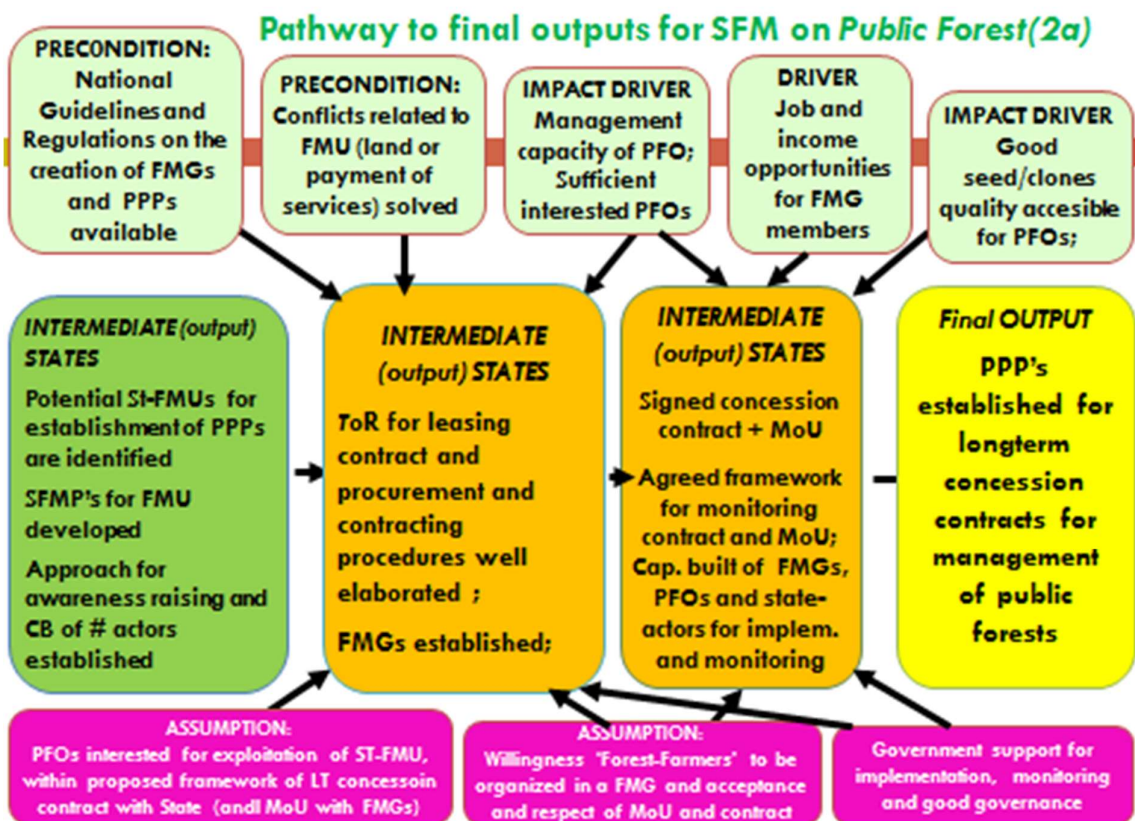 Pathway to final outputs for SFM on Public Forest(2a)
PRECONDITION:
National
Guidelines and
Regulations on the
creation of FMGs
and PPPs
available
PRECONDITION:
Conflicts related to
FMU (land or
payment of
services) solved
IMPACT DRIVER
Management
capacity of PFO;
Sufficient
interested PFOs
DRIVER
Job and
income
opportunities
for FMG
members
IMPACT DRIVER
Good
seed/clones
quality accesible
for PFOs;
INTERMEDIATE (output)
STATES
Potential St-FMUs for
establishment of PPPs
are identified
SFMP's for FMU
developed
Approach for
awareness raising and
CB of # actors
established
INTERMEDIATE
(output) STATES
ToR for leasing
contract and
procurement and
contracting
procedures well
elaborated ;
FMGs established;
INTERMEDIATE
(output) STATES
Signed concession
contract + MoU
Agreed framework
for monitoring
contract and MoU;
Cap. built of FMGs,
PFOs and state-
actors for implem.
and monitoring
Final OUTPUT
PPP's
established for
longterm
concession
contracts for
management
of public
forests
ASSUMPTION:
PFOs interested for exploitation of ST-FMU,
within proposed framework of LT concessoin
contract with State (andl MoU with FMGs)
ASSUMPTION:
Willingness "Forest-Farmers" to be
organized in a FMG and acceptance
and respect of MoU and contract
Government support for
implementation, monitoring
and good governance